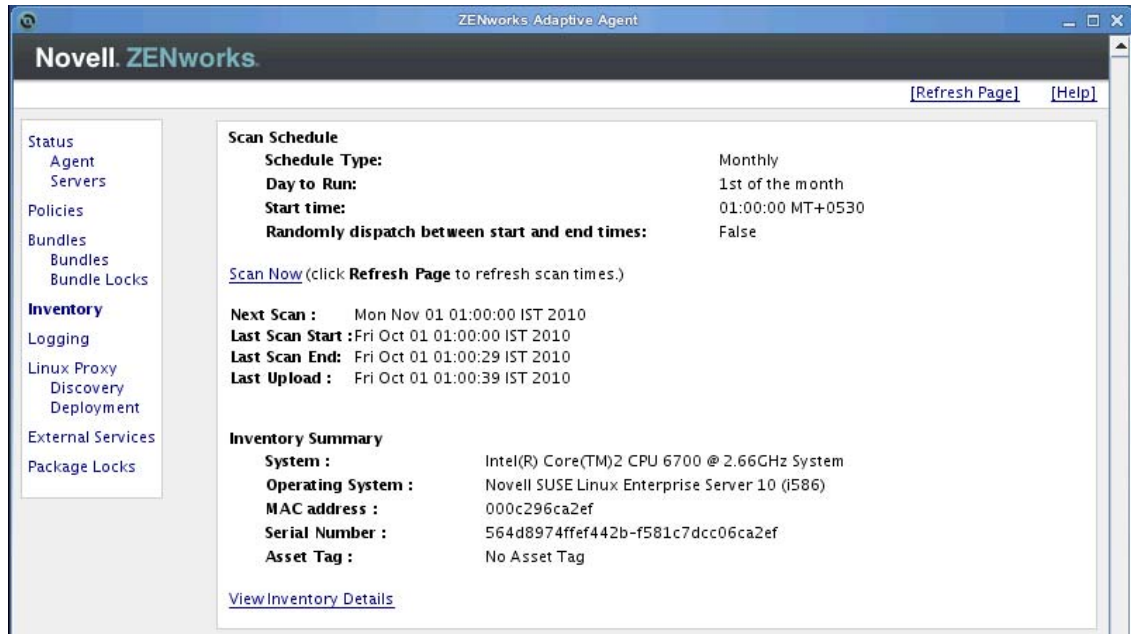 ZENworks Adaptive Agent
Novell. ZENworks.
[Refresh Page] [Help]
Status
Agent
Servers
Policies
Bundles
Bundles
Bundle Locks
Inventory
Logging
Linux Proxy
Discovery
Deployment
External Services
Package Locks
Scan Schedule
Schedule Type: Monthly
Day to Run: 1st of the month
Start time: 01:00:00 MT+0530
Randomly dispatch between start and end times: False
Scan Now (click Refresh Page to refresh scan times.)
Next Scan : Mon Nov 01 01:00:00 IST 2010
Last Scan Start : Fri Oct 01 01:00:00 IST 2010
Last Scan End: Fri Oct 01 01:00:29 IST 2010
Last Upload : Fri Oct 01 01:00:39 IST 2010
Inventory Summary
System : Intel(R) Core(TM)2 CPU 6700 @ 2.66GHz System
Operating System : Novell SUSE Linux Enterprise Server 10 (i586)
MAC address : 000c296ca2ef
Serial Number : 564d8974ffef442b-f581c7dcc06ca2ef
Asset Tag : No Asset Tag
View Inventory Details